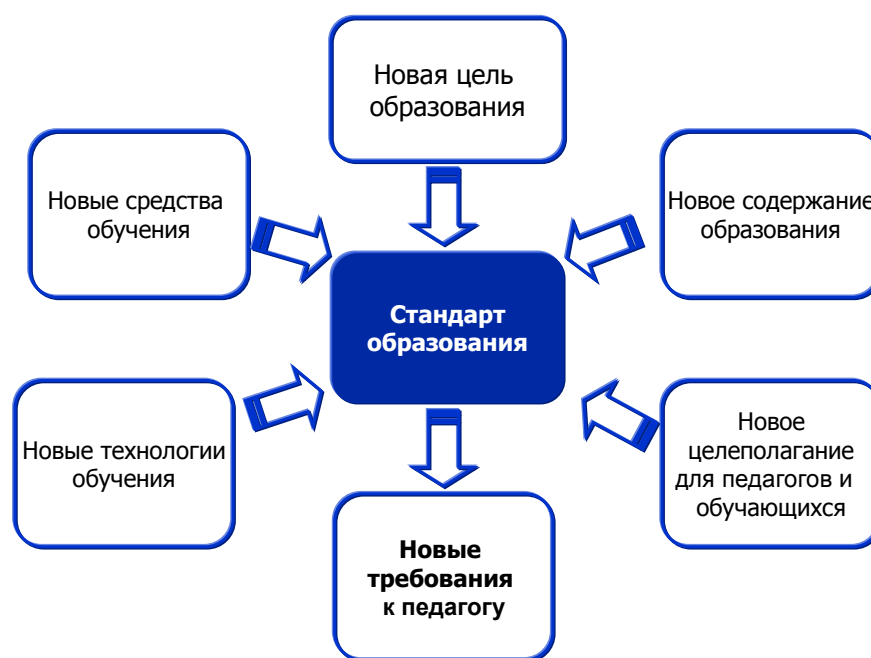 Новая цель
образования
Новые средства
обучения
Новое содержание
образования
Стандарт
образования
Новые технологии
обучения
Новое
целеполагание
для педагогов и
обучающихся
Новые
требования
к педагогу